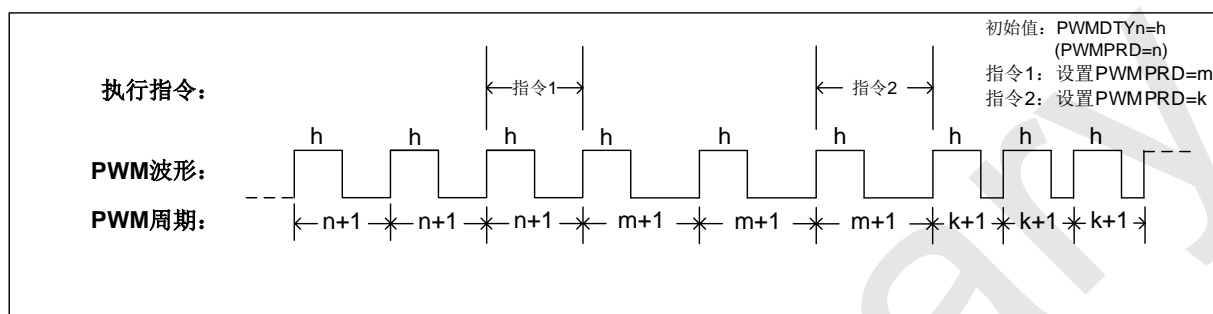 初始值：PWMDTYn=h
(PWMPRD=n)
指令1：设置PWMPRD=m
指令2：设置PWMPRD=k
执行指令：
指令1
指令2
h h h h h h h h h
PWM波形：
PWM周期：
n+1 n+1 n+1 m+1 m+1 m+1 k+1 k+1 k+1